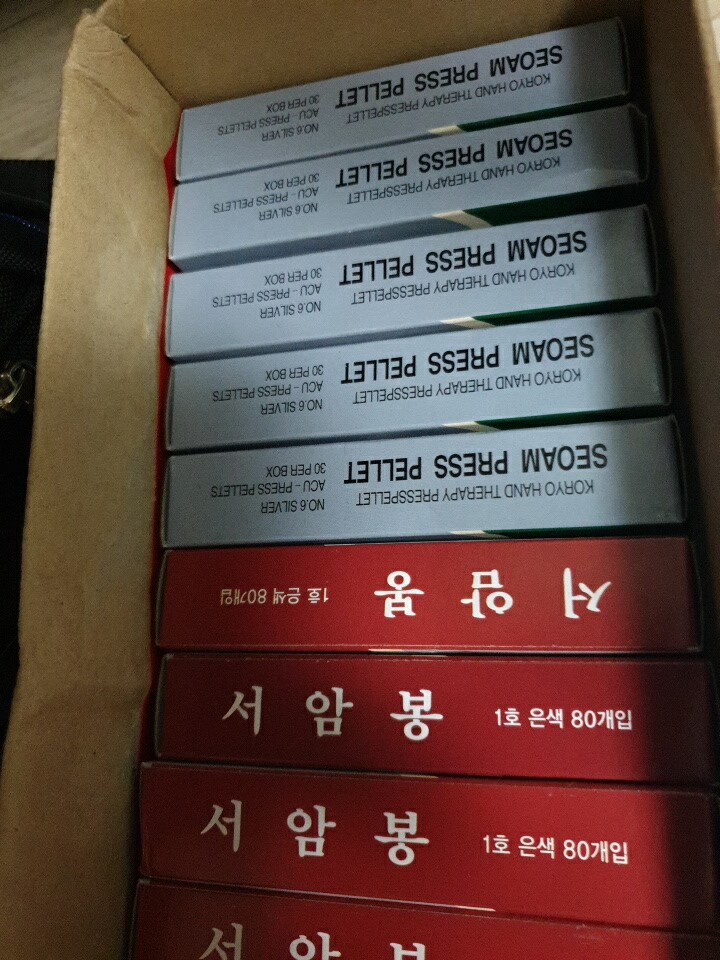 SEOAM PRESS PELLET
KORYO HAND THERAPY PRESSPELLET
NO.6 SILVER
ACU - PRESS PELLETS
30 PER BOX
SEOAM PRESS PELLET
KORYO HAND THERAPY PRESSPELLET
NO.6 SILVER
ACU - PRESS PELLETS
30 PER BOX
SEOAM PRESS PELLET
KORYO HAND THERAPY PRESSPELLET
NO.6 SILVER
ACU - PRESS PELLETS
30 PER BOX
SEOAM PRESS PELLET
KORYO HAND THERAPY PRESSPELLET
NO.6 SILVER
ACU - PRESS PELLETS
30 PER BOX
SEOAM PRESS PELLET
KORYO HAND THERAPY PRESSPELLET
NO.6 SILVER
ACU - PRESS PELLETS
30 PER BOX
서 암 봉 1호 은색 80개입
서 암 봉 1호 은색 80개입
서 암 봉 1호 은색 80개입
서 암 봉